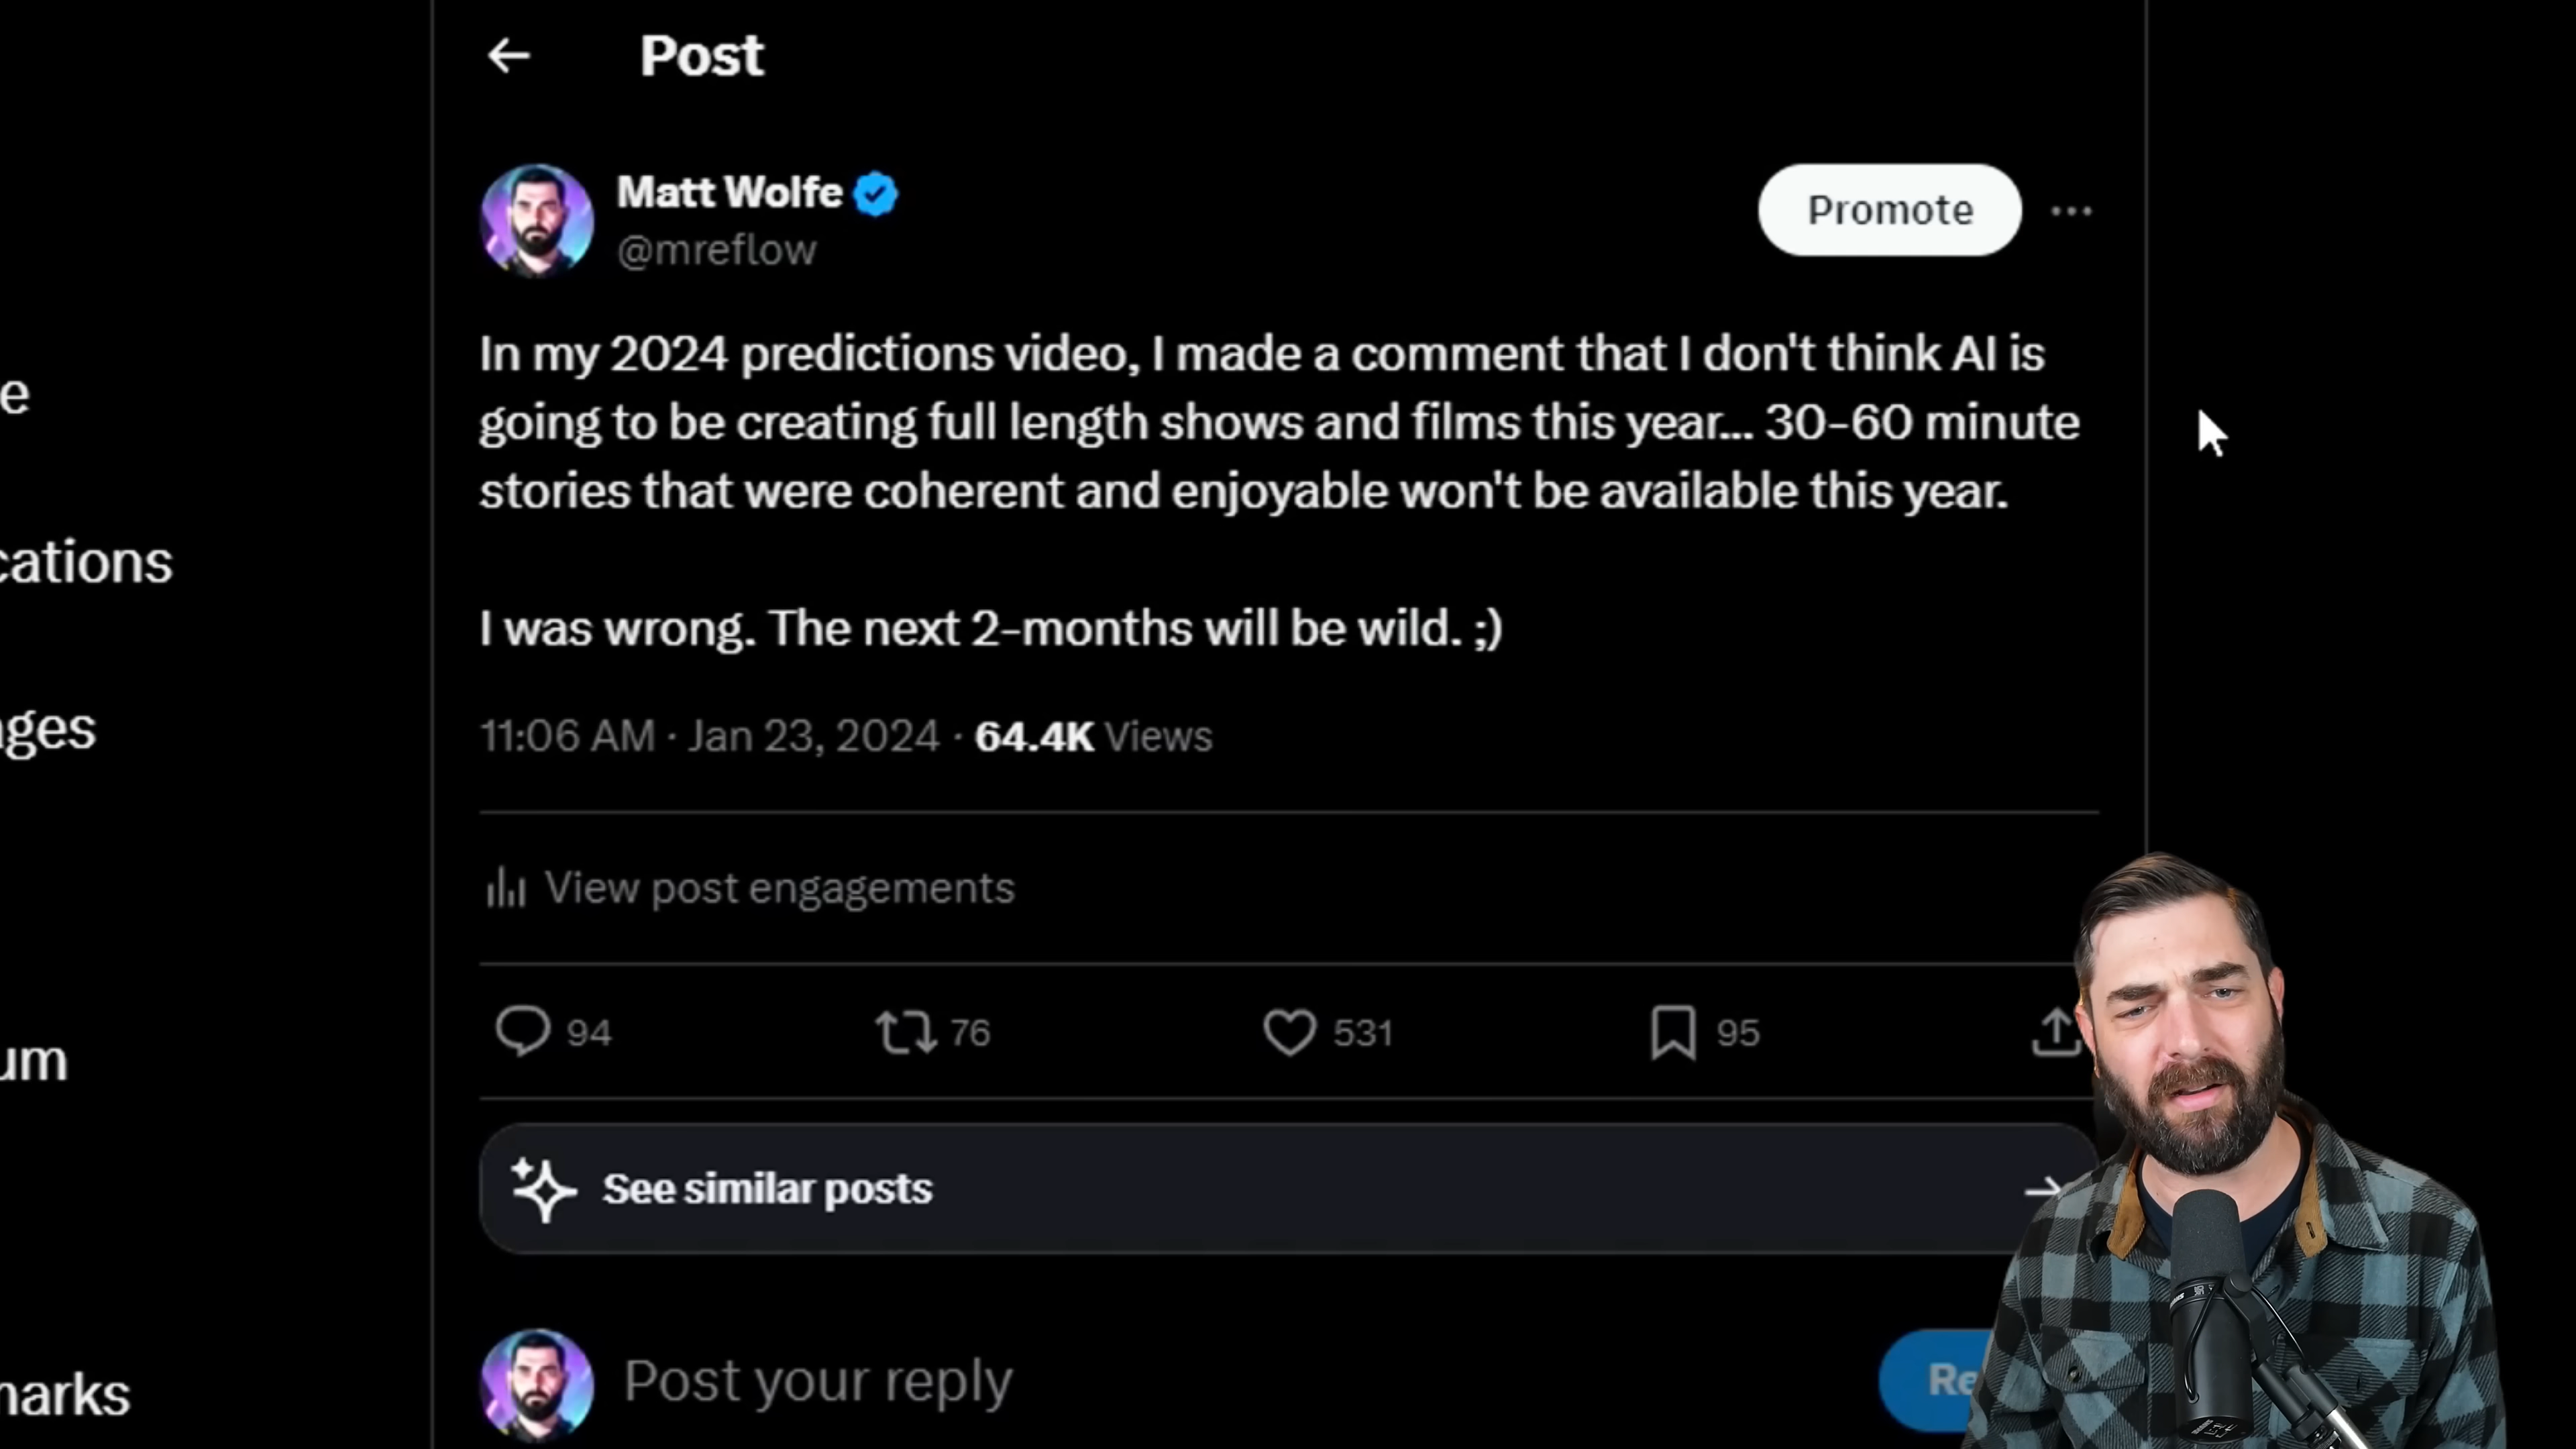 Post
Matt Wolfe
@mreflow
Promote
In my 2024 predictions video, I made a comment that I don't think AI is
going to be creating full length shows and films this year... 30-60 minute
stories that were coherent and enjoyable won't be available this year.
I was wrong. The next 2-months will be wild. ;)
11:06 AM · Jan 23, 2024 · 64.4K Views
View post engagements
94 76 531 95
See similar posts
Post your reply
Re
e
cations
ages
um
marks